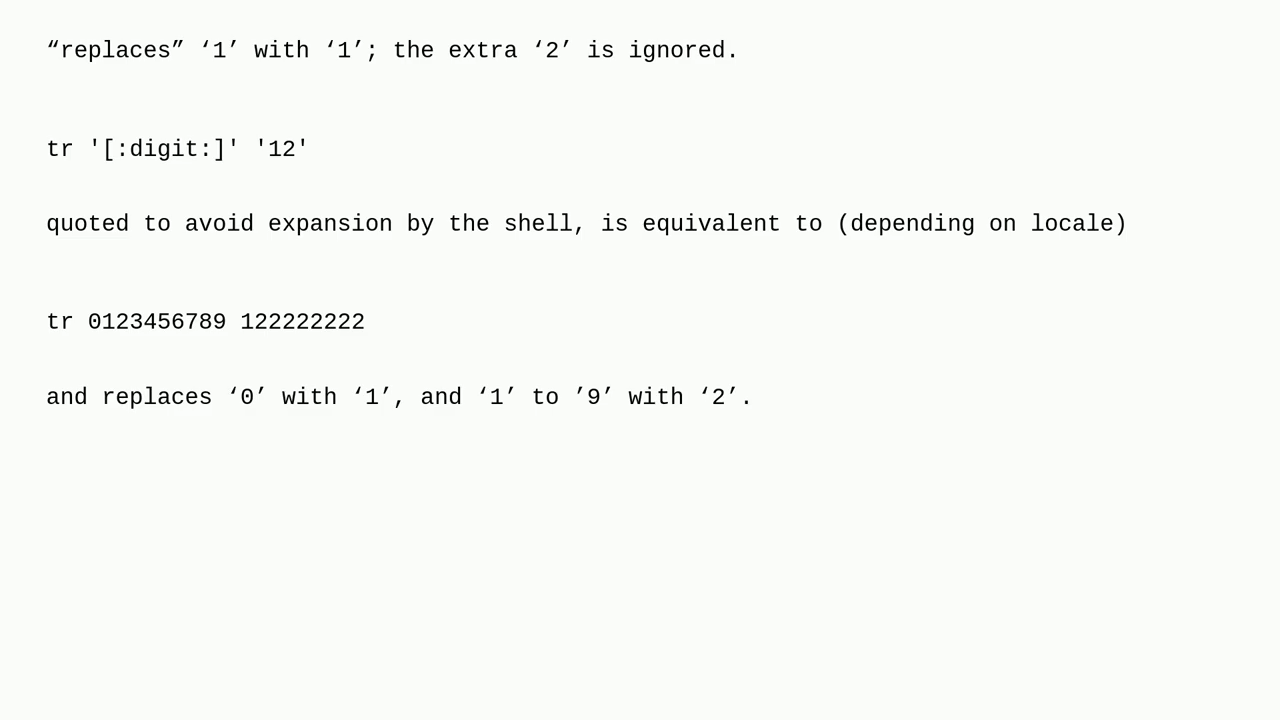 “replaces” ‘1’ with ‘1’; the extra ‘2’ is ignored.
tr '[:digit:]' '12'
quoted to avoid expansion by the shell, is equivalent to (depending on locale)
tr 0123456789 122222222
and replaces ‘0’ with ‘1’, and ‘1’ to ’9’ with ‘2’.